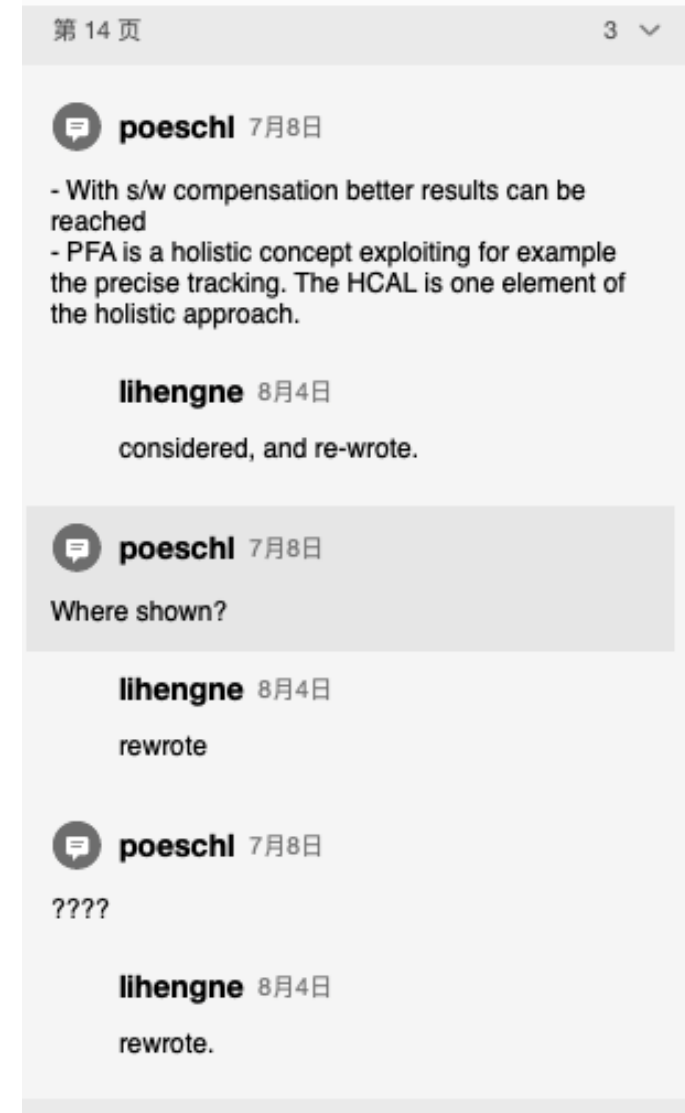 第 14 页 3
poeschl 7月8日
- With s/w compensation better results can be
reached
- PFA is a holistic concept exploiting for example
the precise tracking. The HCAL is one element of
the holistic approach.
lihengne 8月4日
considered, and re-wrote.
poeschl 7月8日
Where shown?
lihengne 8月4日
rewrote
poeschl 7月8日
????
lihengne 8月4日
rewrote.